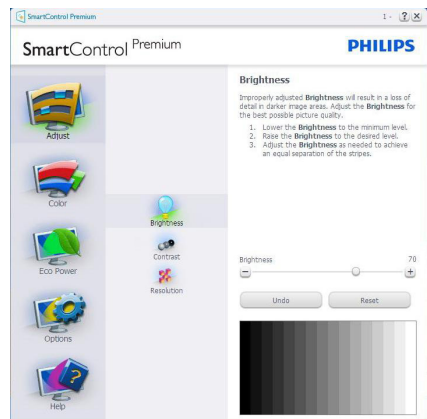 SmartControl Premium
SmartControl Premium
PHILIPS
Adjust
Color
Eco Power
Options
Help
Brightness
Contrast
Resolution
Brightness
Improperly adjusted Brightness will result in a loss of
detail in darker image areas. Adjust the Brightness for
the best possible picture quality.
1. Lower the Brightness to the minimum level.
2. Raise the Brightness to the desired level.
3. Adjust the Brightness as needed to achieve
an equal separation of the stripes.
Brightness 70
Undo Reset